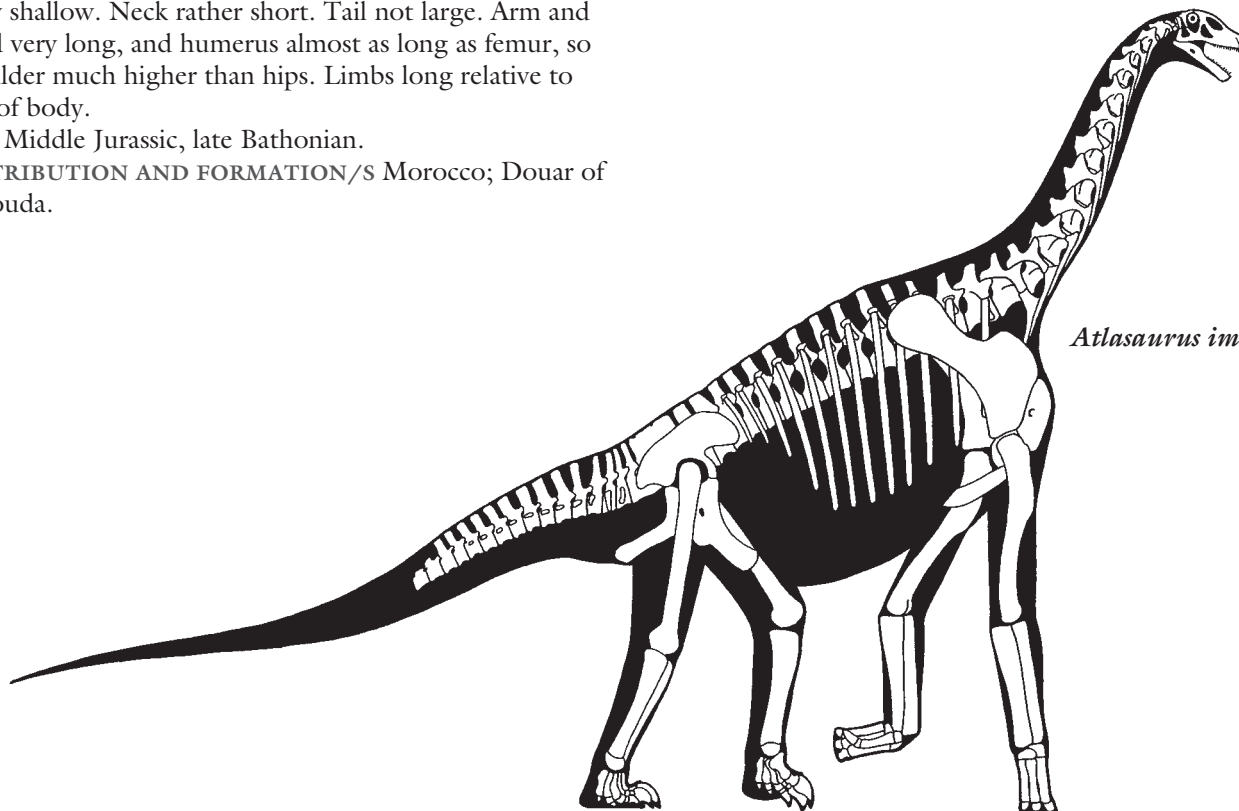 shallow. Neck rather short. Tail not large. Arm and
very long, and humerus almost as long as femur, so
lder much higher than hips. Limbs long relative to
of body.
Middle Jurassic, late Bathonian.
TRIBUTION AND FORMATION/S Morocco; Douar of
ouda.
Atlasaurus im